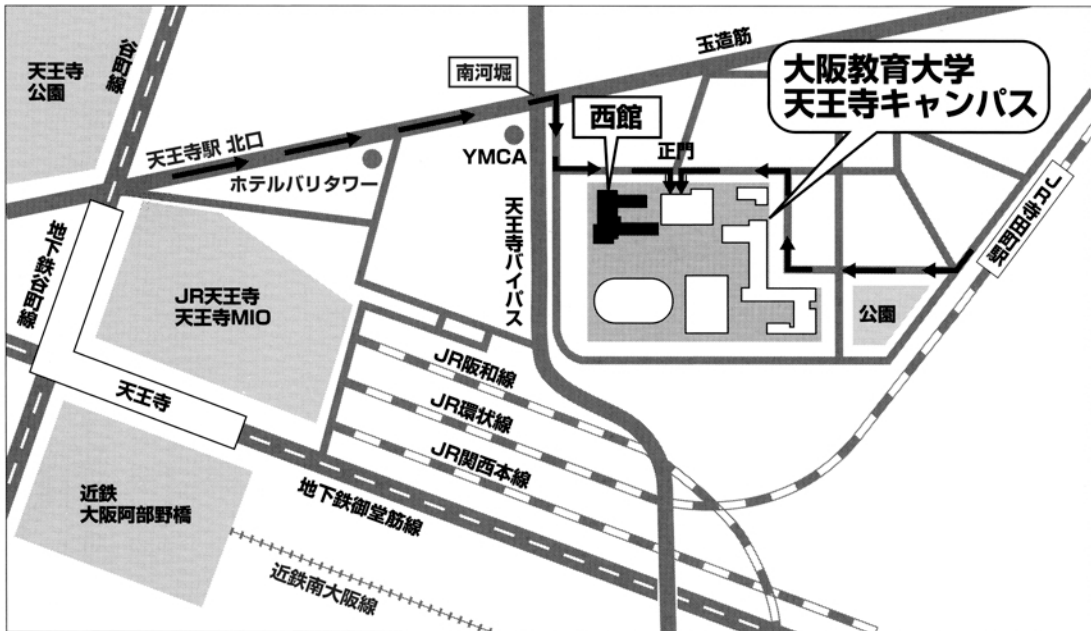 谷町線
天王寺
公園
玉造筋
南河堀
大阪教育大学
天王寺キャンパス
西館
天王寺駅 北口
YMCA
正門
ホテルバリタワー
JR寺田町駅
天王寺バイパス
地下鉄谷町線
JR天王寺
天王寺MIO
公園
JR阪和線
天王寺
JR環状線
JR関西本線
近鉄
大阪阿部野橋
地下鉄御堂筋線
近鉄南大阪線